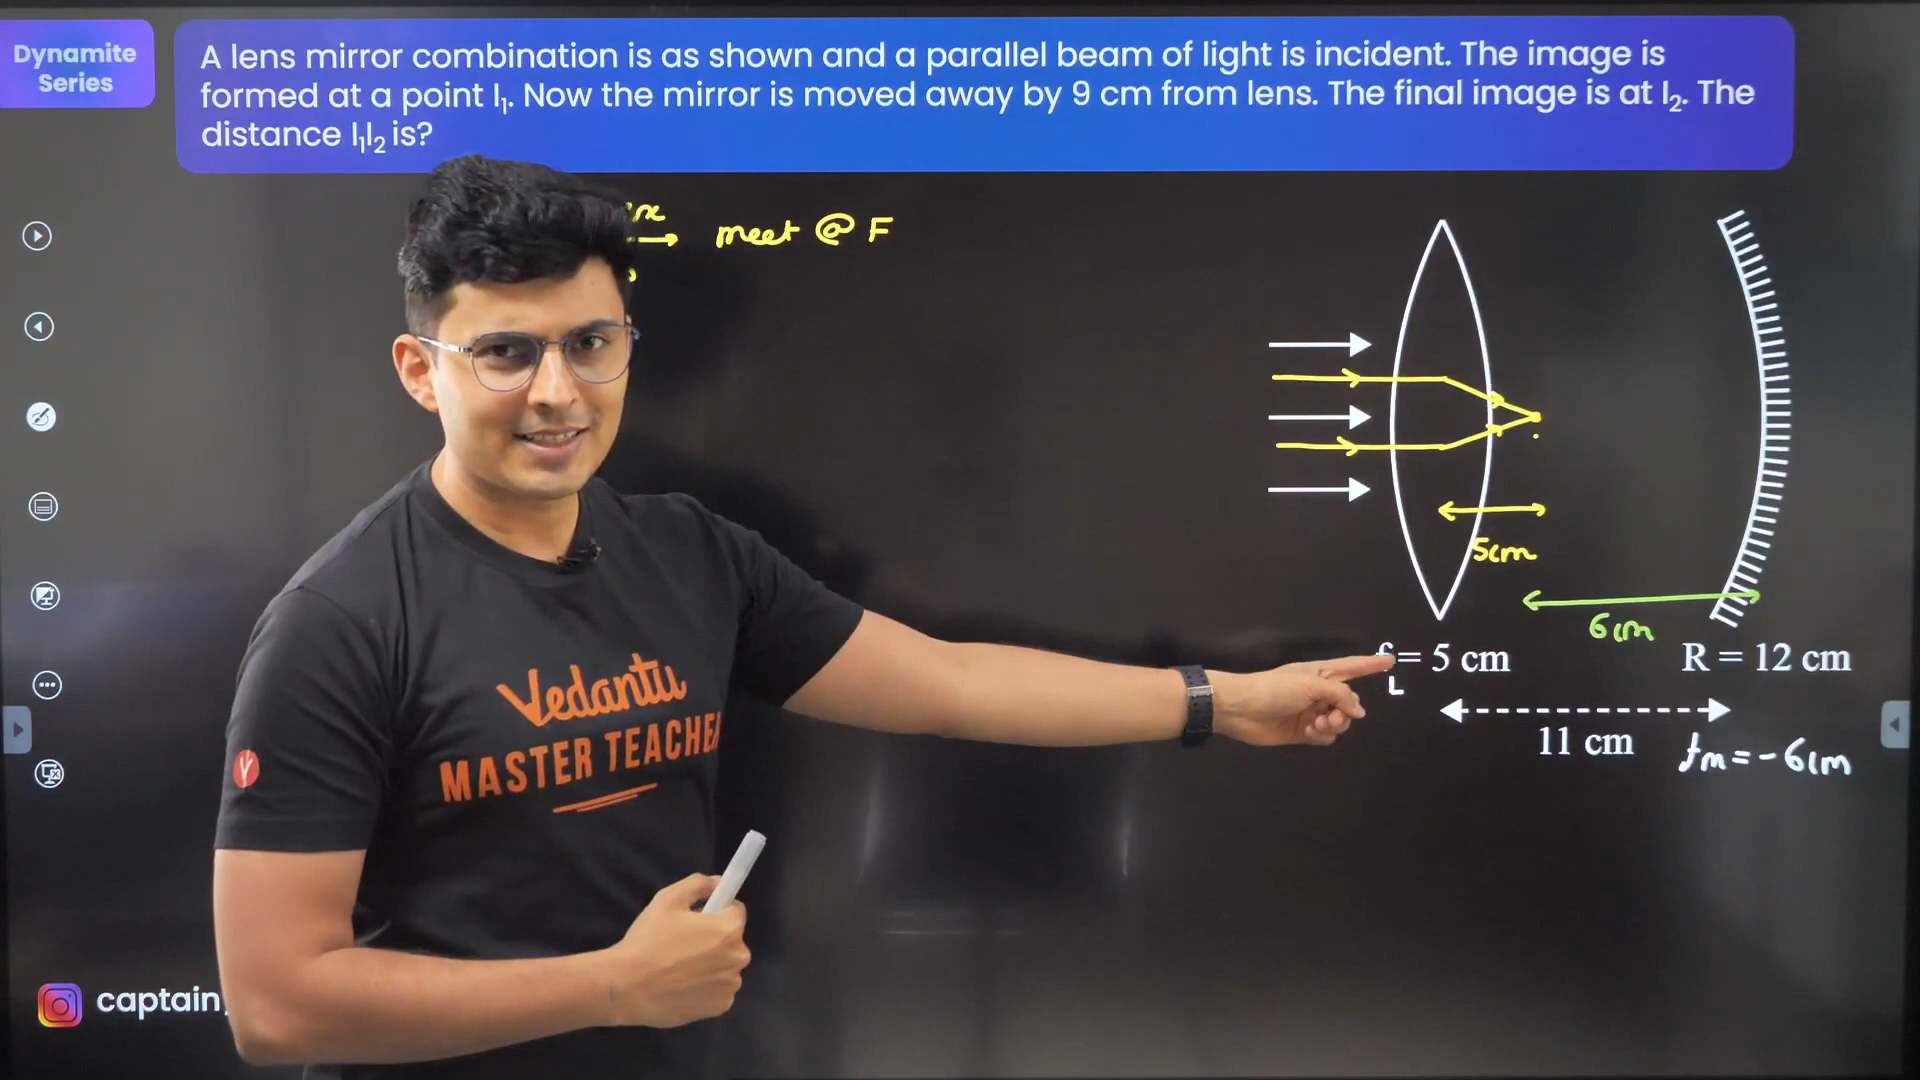 Dynamite
Series
A lens mirror combination is as shown and a parallel beam of light is incident. The image is
formed at a point I₁. Now the mirror is moved away by 9 cm from lens. The final image is at I₂. The
distance I₁I₂ is?
meet @ F
5cm
6cm
f = 5 cm
L
R = 12 cm
11 cm
fm = -6cm
Vedantu
MASTER TEACHER
captain